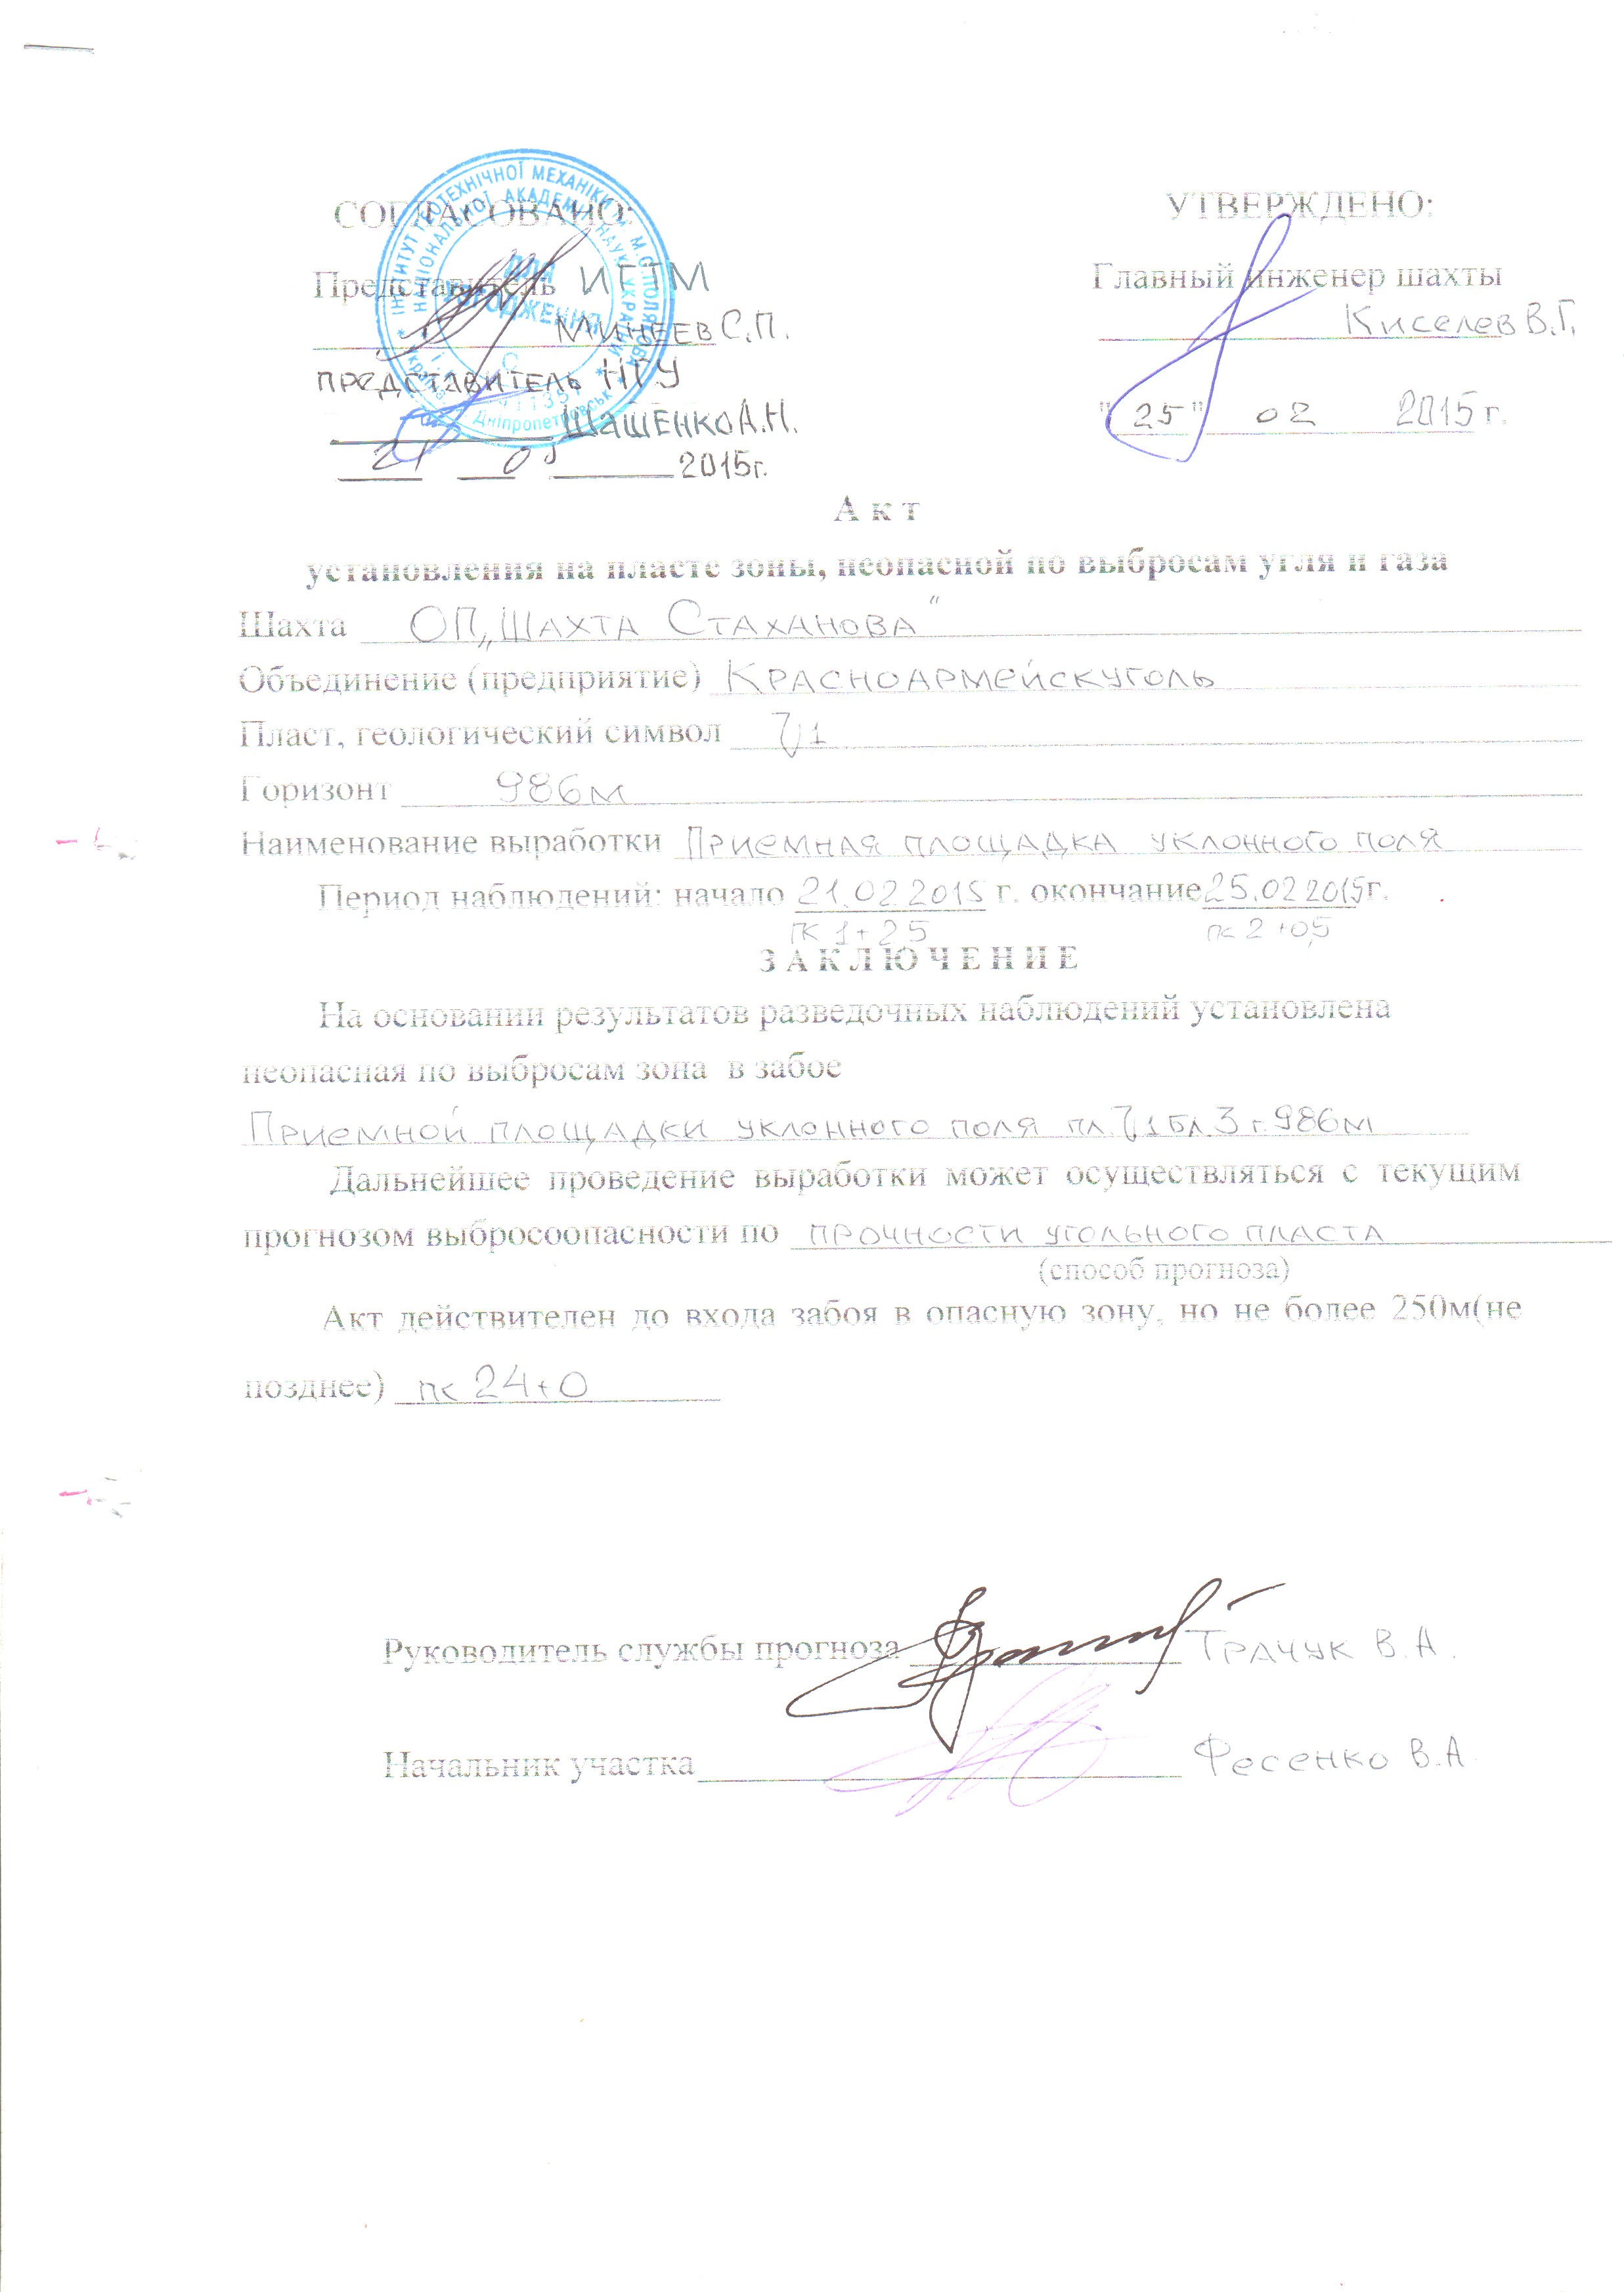 СОГЛАСОВАНО:
Представитель ИГТМ
Минеев С.П.
представитель НГУ
Шашенко А.Н.
21 05 2015г.
ІНСТИТУТ ГЕОТЕХНІЧНОЇ МЕХАНІКИ ІМ. М.С. ПОЛЯКОВА
НАЦІОНАЛЬНОЇ АКАДЕМІЇ НАУК УКРАЇНИ
Дніпропетровськ
УТВЕРЖДЕНО:
Главный инженер шахты
Киселев В.Г.
"25" 02 2015 г.
А к т
установления на пласте зоны, неопасной по выбросам угля и газа
Шахта ОП „Шахта Стаханова“
Объединение (предприятие) Красноармейскуголь
Пласт, геологический символ l1
Горизонт 986м
Наименование выработки Приемная площадка уклонного поля
Период наблюдений: начало 21.02.2015 г. окончание 25.02.2015г.
ПК 1+25 пк 2+0,5
З А К Л Ю Ч Е Н И Е
На основании результатов разведочных наблюдений установлена
неопасная по выбросам зона в забое
Приемной площадки уклонного поля пл. l1 бл. 3 г. 986м
Дальнейшее проведение выработки может осуществляться с текущим
прогнозом выбросоопасности по прочности угольного пласта
(способ прогноза)
Акт действителен до входа забоя в опасную зону, но не более 250м(не
позднее) пк 24+0
Руководитель службы прогноза Трачук В.А.
Начальник участка Фесенко В.А.